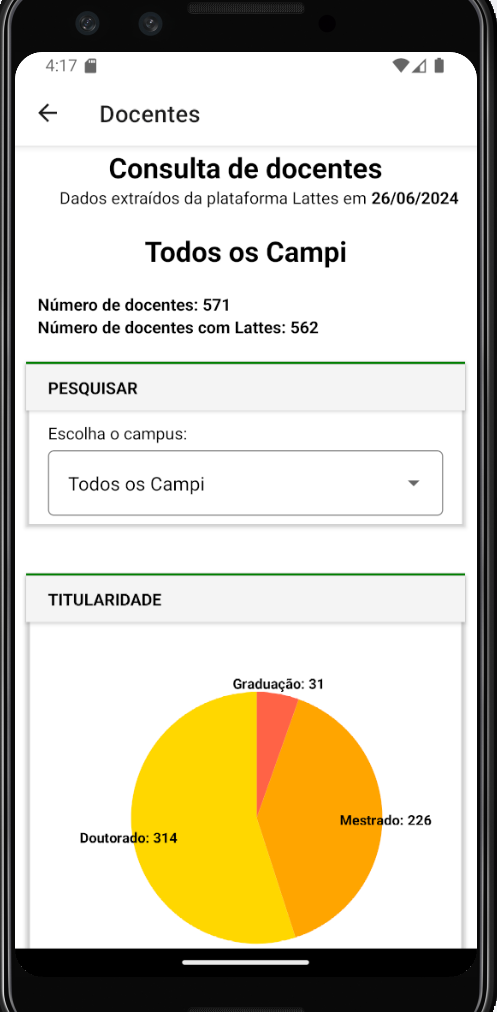 4:17
Docentes
Consulta de docentes
Dados extraídos da plataforma Lattes em 26/06/2024
Todos os Campi
Número de docentes: 571
Número de docentes com Lattes: 562
PESQUISAR
Escolha o campus:
Todos os Campi
TITULARIDADE
Graduação: 31
Mestrado: 226
Doutorado: 314